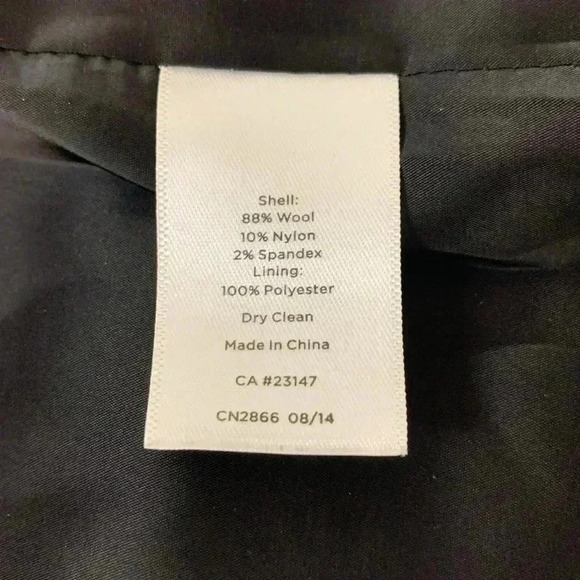 Shell:
88% Wool
10% Nylon
2% Spandex
Lining:
100% Polyester
Dry Clean
Made in China
CA #23147
CN2866 08/14